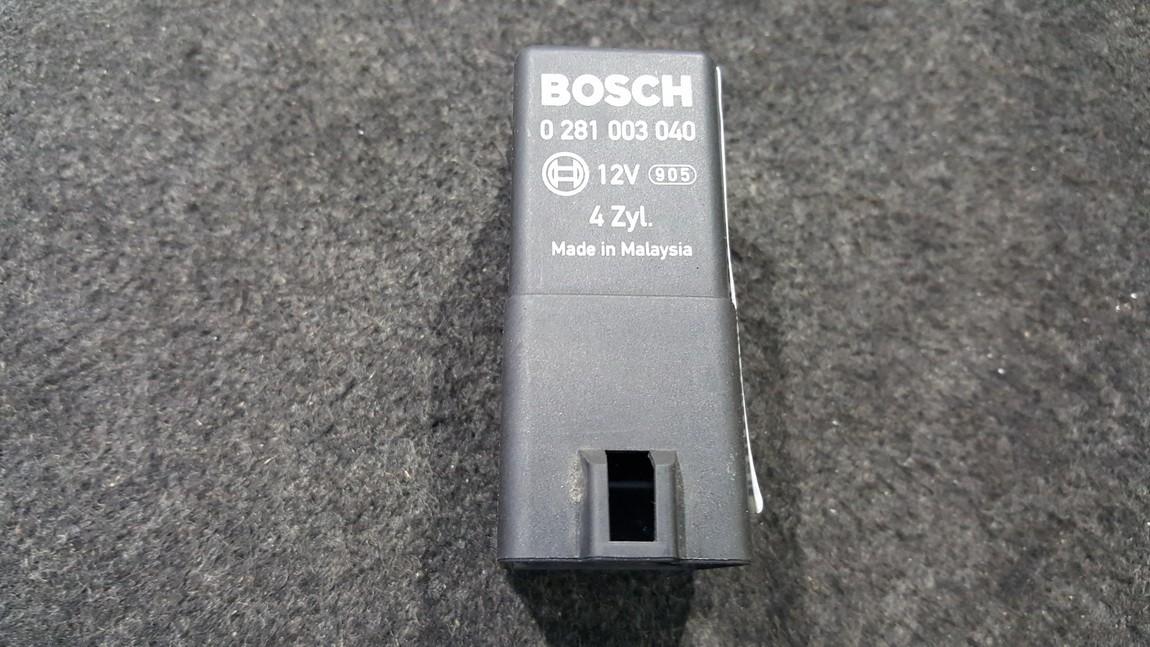 BOSCH
0 281 003 040
12V 905
4 Zyl.
Made in Malaysia